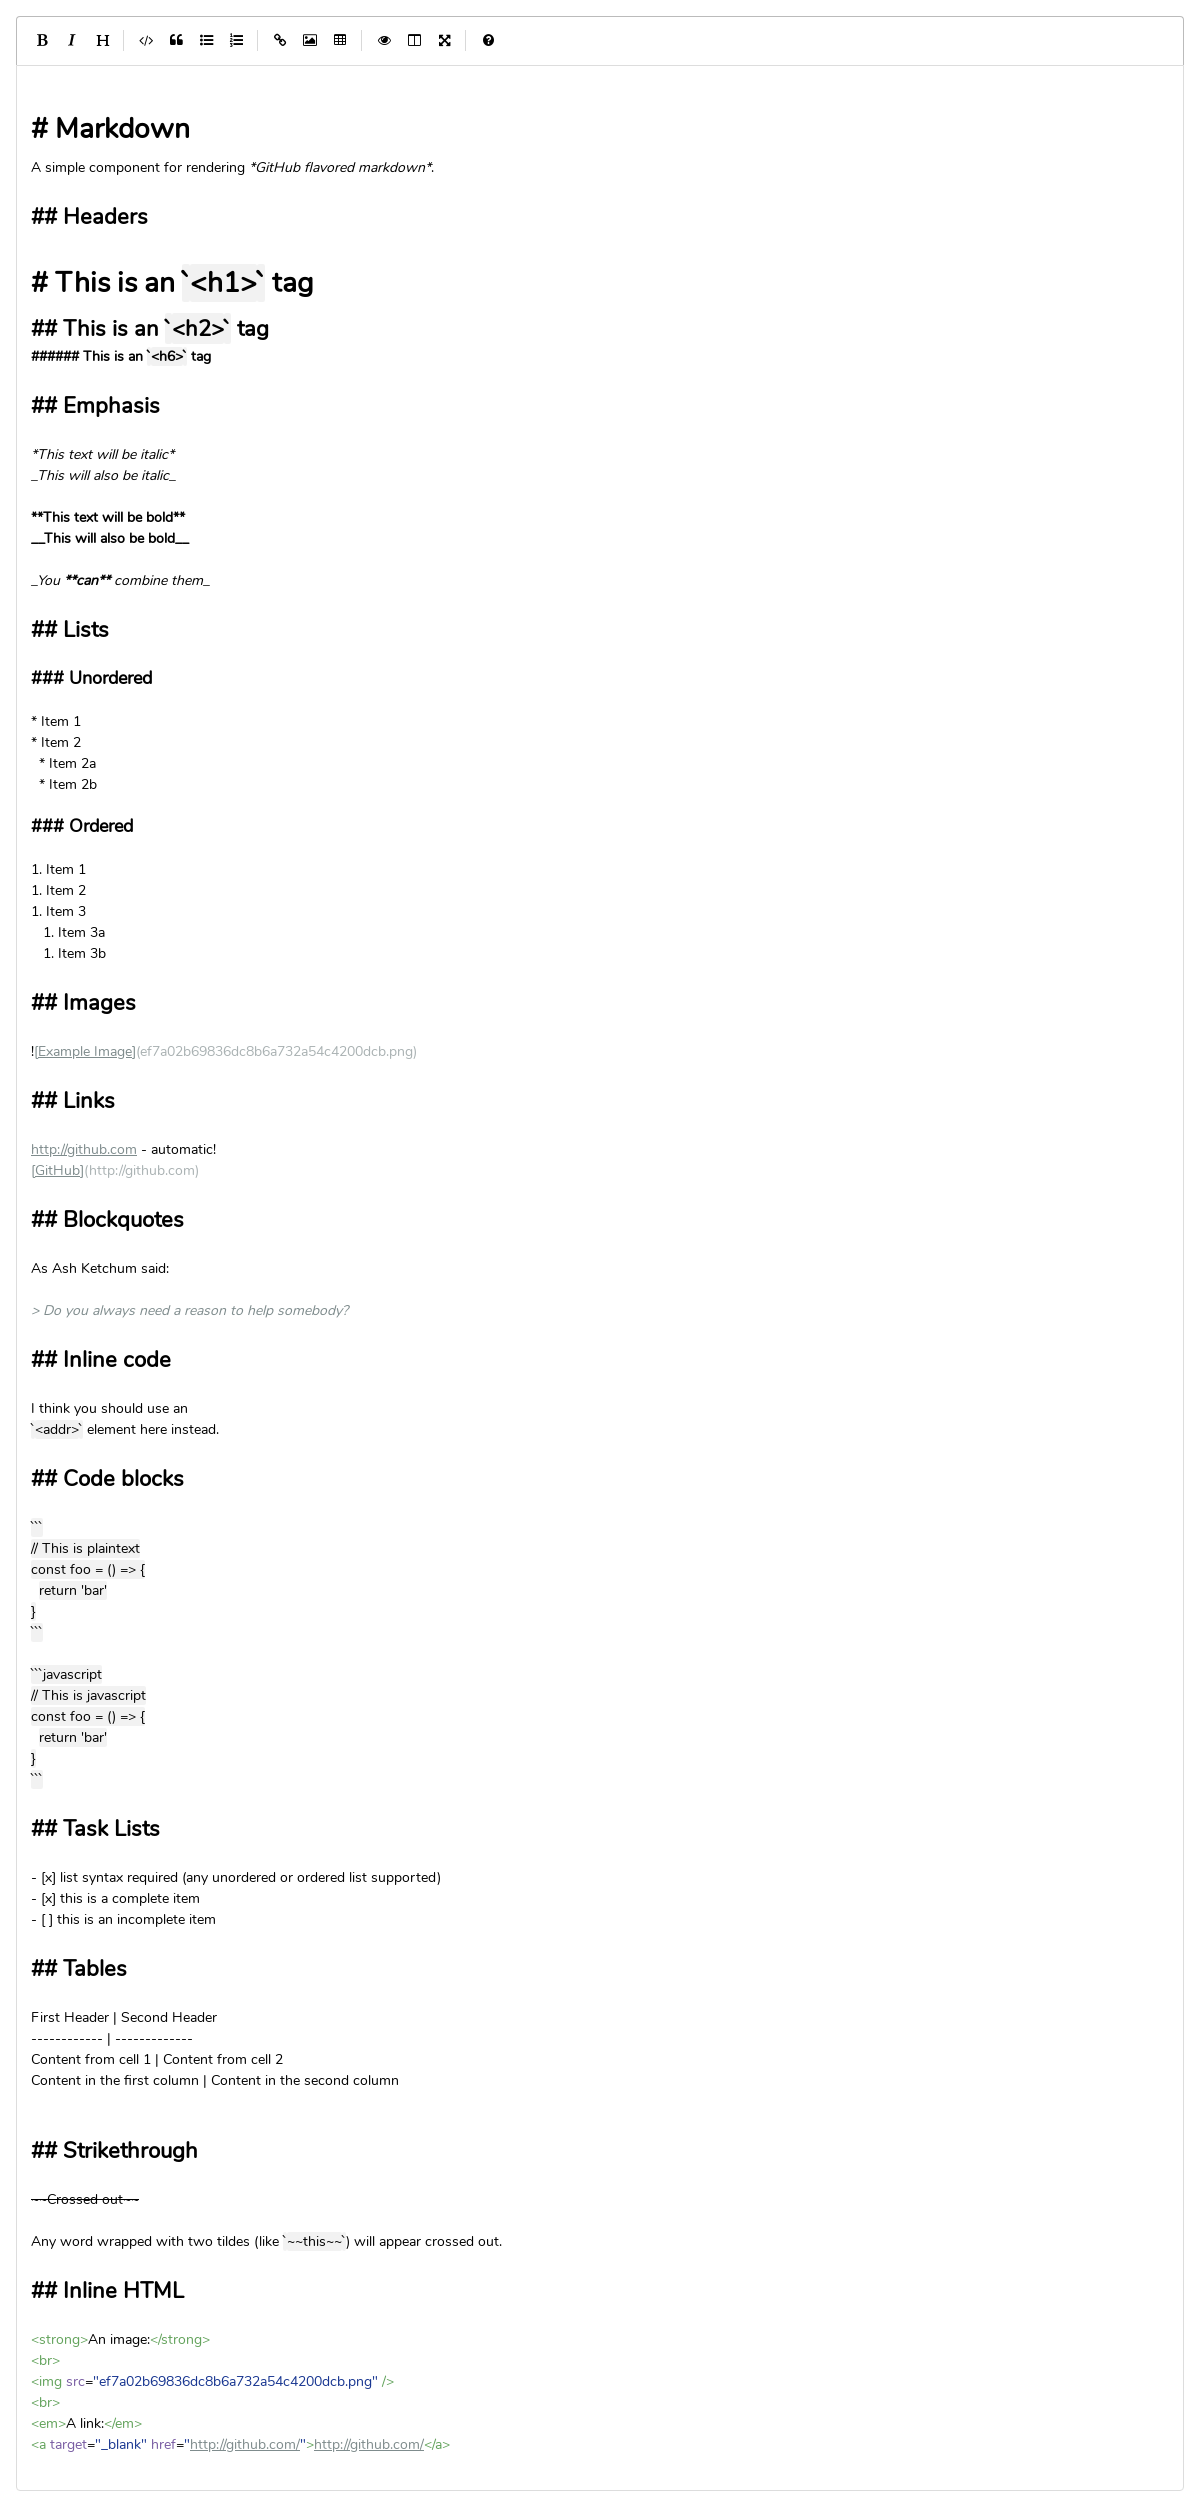 B I H
# Markdown
A simple component for rendering *GitHub flavored markdown*.
## Headers
# This is an `<h1>` tag
## This is an `<h2>` tag
###### This is an `<h6>` tag
## Emphasis
*This text will be italic*
_This will also be italic_
**This text will be bold**
__This will also be bold__
_You **can** combine them_
## Lists
### Unordered
* Item 1
* Item 2
  * Item 2a
  * Item 2b
### Ordered
1. Item 1
1. Item 2
1. Item 3
   1. Item 3a
   1. Item 3b
## Images
![Example Image](ef7a02b69836dc8b6a732a54c4200dcb.png)
## Links
http://github.com - automatic!
[GitHub](http://github.com)
## Blockquotes
As Ash Ketchum said:
> Do you always need a reason to help somebody?
## Inline code
I think you should use an
`<addr>` element here instead.
## Code blocks
```
// This is plaintext
const foo = () => {
  return 'bar'
}
```
```javascript
// This is javascript
const foo = () => {
  return 'bar'
}
```
## Task Lists
- [x] list syntax required (any unordered or ordered list supported)
- [x] this is a complete item
- [ ] this is an incomplete item
## Tables
First Header | Second Header
------------ | -------------
Content from cell 1 | Content from cell 2
Content in the first column | Content in the second column
## Strikethrough
~~Crossed out~~
Any word wrapped with two tildes (like `~~this~~`) will appear crossed out.
## Inline HTML
<strong>An image:</strong>
<br>
<img src="ef7a02b69836dc8b6a732a54c4200dcb.png" />
<br>
<em>A link:</em>
<a target="_blank" href="http://github.com/">http://github.com/</a>